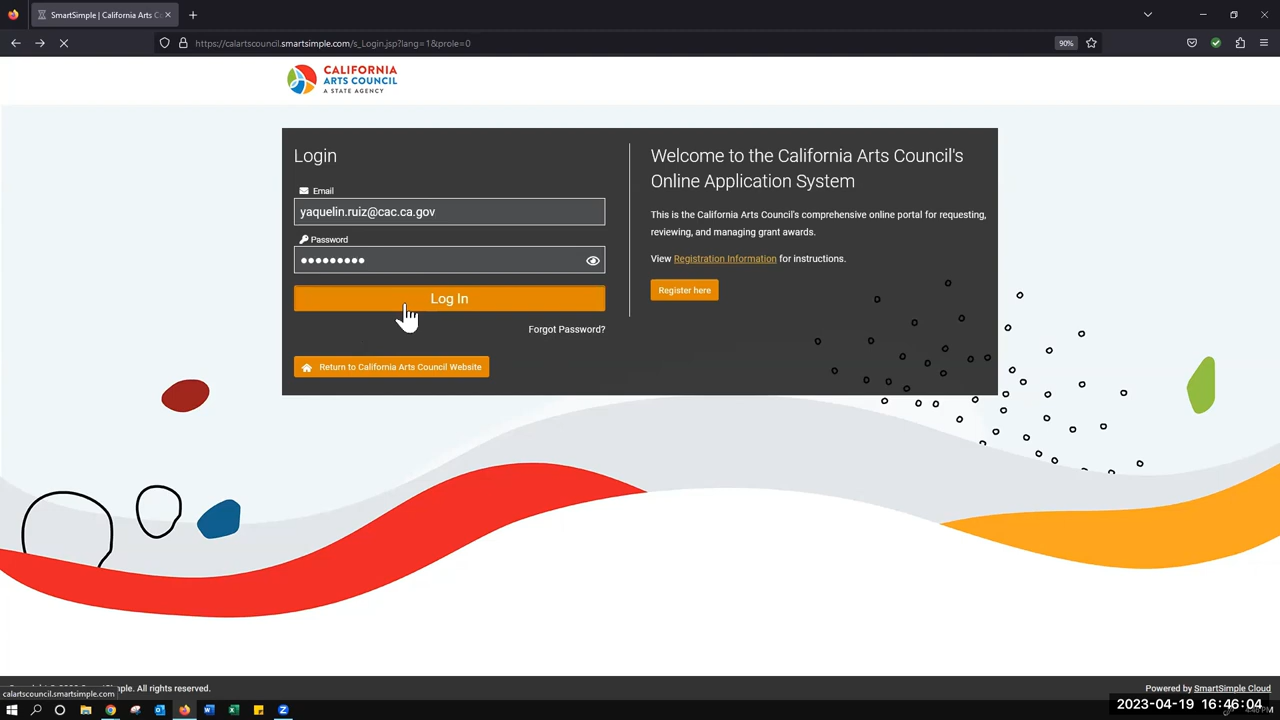 SmartSimple | California Arts Co
https://calartscouncil.smartsimple.com/s_Login.jsp?lang=1&prole=0
90%
CALIFORNIA
ARTS COUNCIL
A STATE AGENCY
Login
Email
yaquelin.ruiz@cac.ca.gov
Password
Log In
Forgot Password?
Return to California Arts Council Website
Welcome to the California Arts Council's
Online Application System
This is the California Arts Council's comprehensive online portal for requesting,
reviewing, and managing grant awards.
View Registration Information for instructions.
Register here
All rights reserved.
calartscouncil.smartsimple.com
Powered by SmartSimple Cloud
2023-04-19 16:46:04